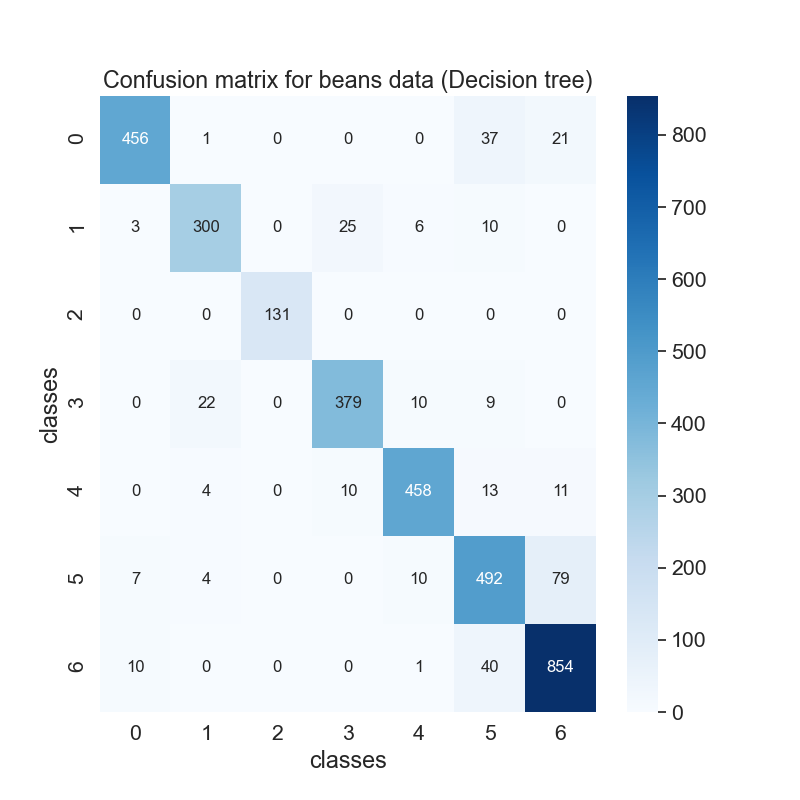 Confusion matrix for beans data (Decision tree)
0 456 1 0 0 0 37 21
1 3 300 0 25 6 10 0
2 0 0 131 0 0 0 0
3 0 22 0 379 10 9 0
4 0 4 0 10 458 13 11
5 7 4 0 0 10 492 79
6 10 0 0 0 1 40 854
0 1 2 3 4 5 6
classes
classes
800
700
600
500
400
300
200
100
0